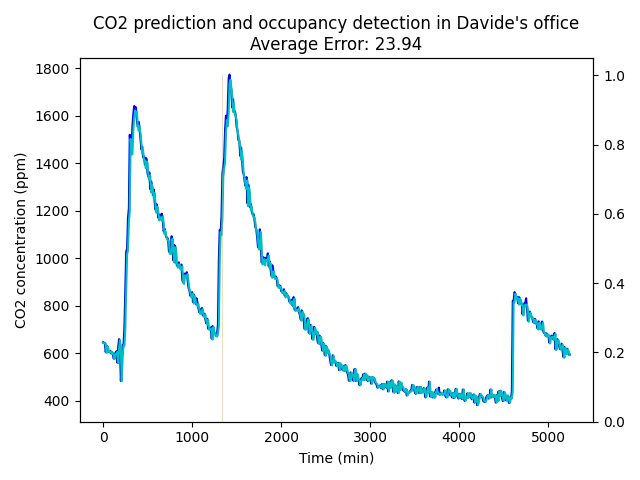 CO2 prediction and occupancy detection in Davide's office
Average Error: 23.94
CO2 concentration (ppm)
1800
1600
1400
1200
1000
800
600
400
1.0
0.8
0.6
0.4
0.2
0.0
0 1000 2000 3000 4000 5000
Time (min)